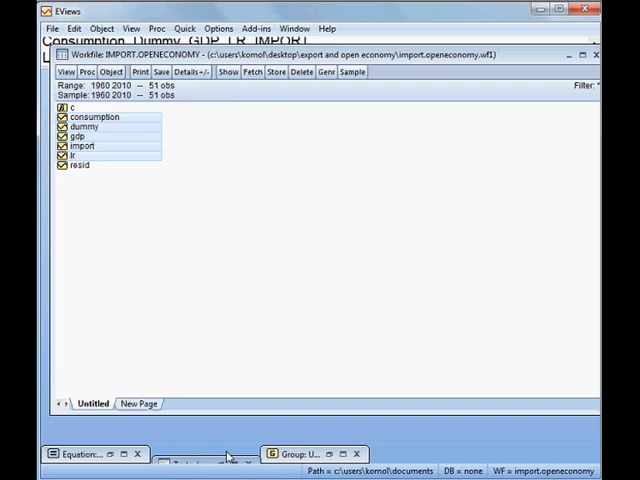 EViews
File Edit Object View Proc Quick Options Add-ins Window Help
Consumption Dummy GDP LR IMPORT
Workfile: IMPORT.OPENECONOMY - (c:\users\komol\desktop\export and open economy\import.openeconomy.wf1)
View Proc Object Print Save Details+/- Show Fetch Store Delete Genr Sample
Range: 1960 2010 -- 51 obs
Filter: *
Sample: 1960 2010 -- 51 obs
c
consumption
dummy
gdp
import
lr
resid
Untitled New Page
Equation:... Group: U...
Path = c:\users\komol\documents DB = none WF = import.openeconomy